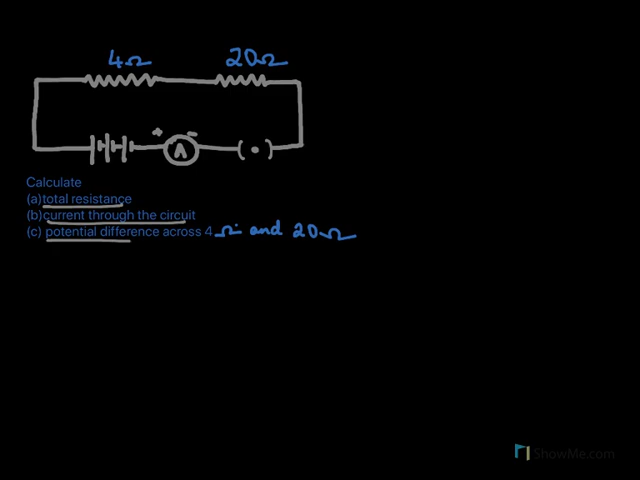 4Ω 20Ω
+ −
A
Calculate
(a)total resistance
(b)current through the circuit
(c) potential difference across 4Ω and 20Ω
ShowMe.com